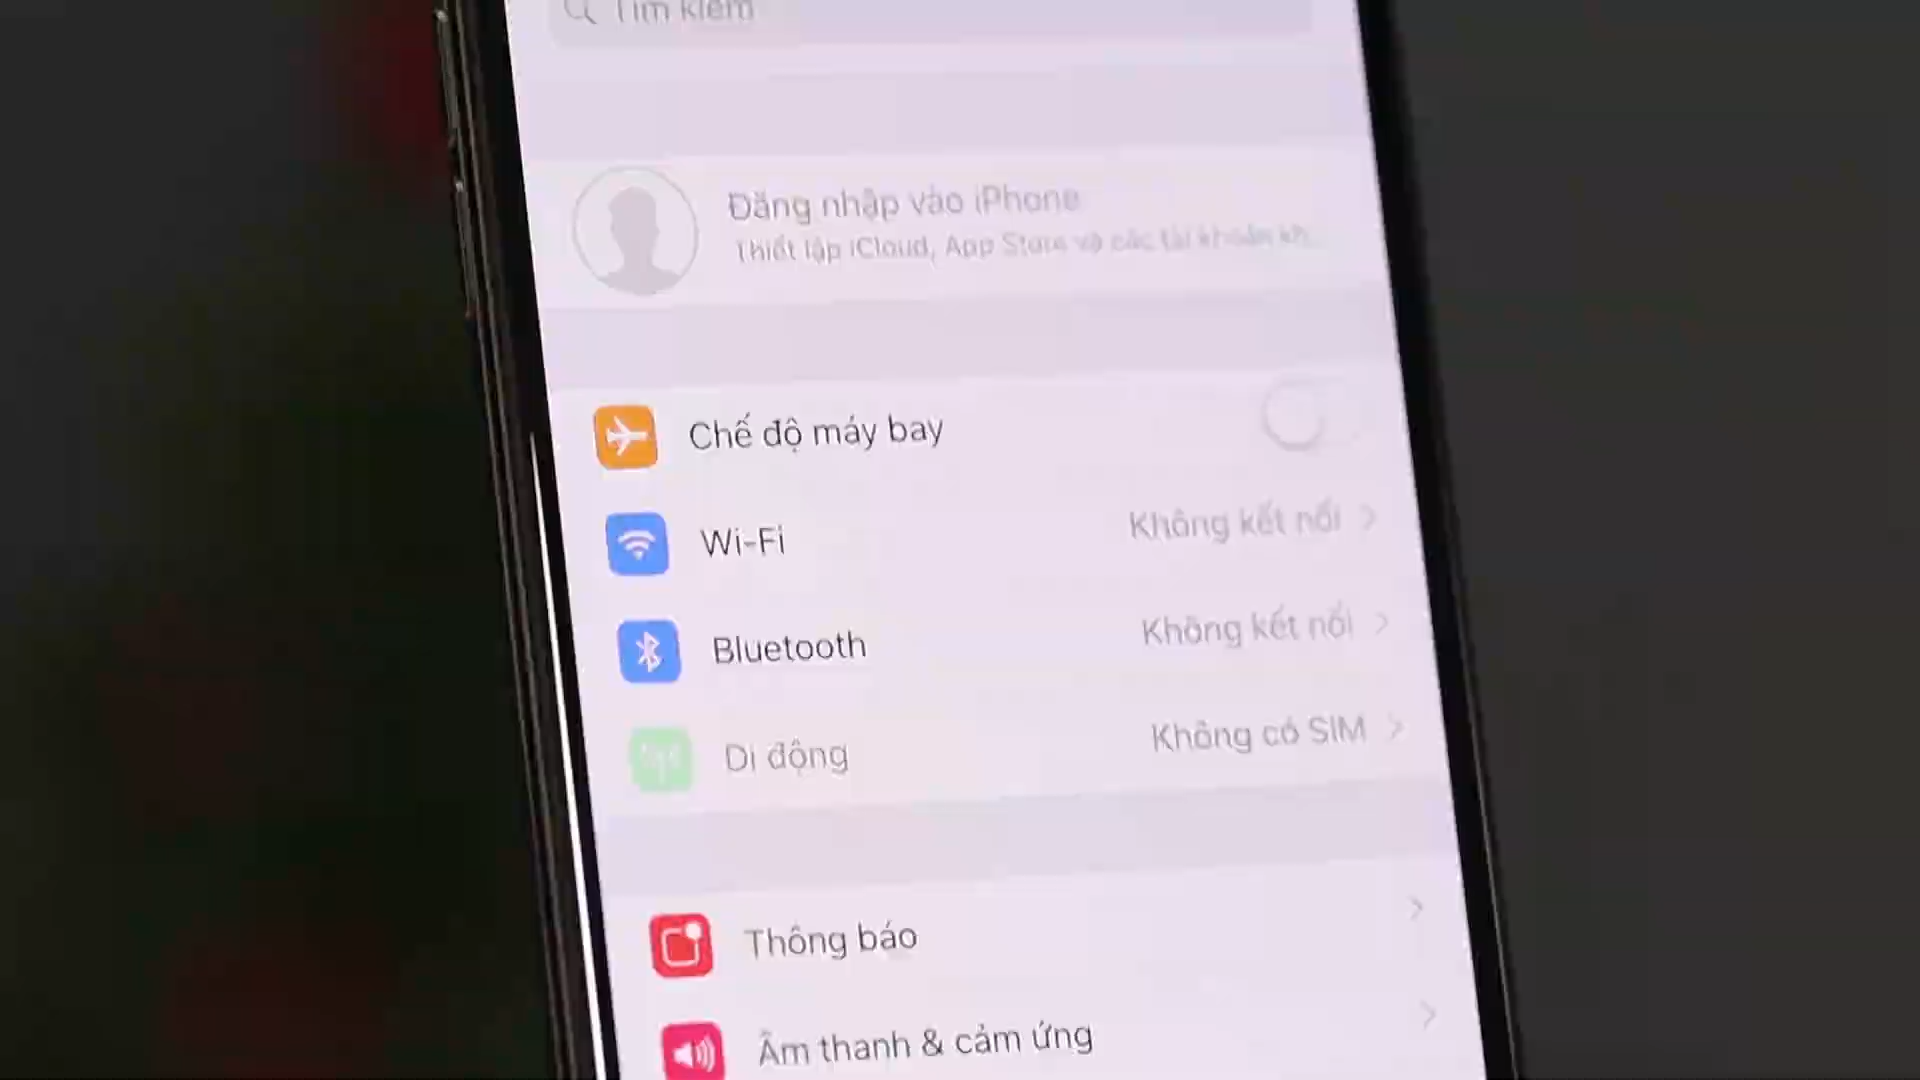 Tìm kiếm
Đăng nhập vào iPhone
Thiết lập iCloud, App Store và các tài khoản kh...
Chế độ máy bay
Wi-Fi
Không kết nối
Bluetooth
Không kết nối
Di động
Không có SIM
Thông báo
Âm thanh & cảm ứng